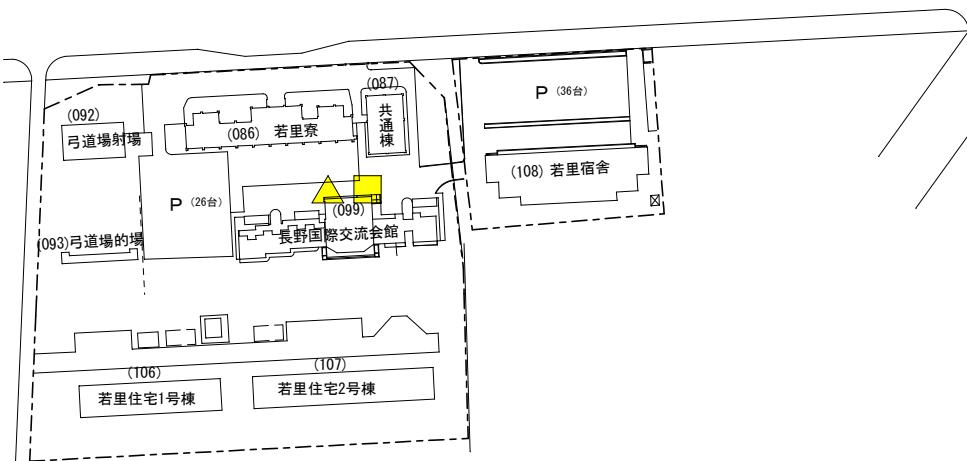 (087)
共通棟
P (36台)
(092)
弓道場射場
(086) 若里寮
(108) 若里宿舎
P (26台)
(099)
長野国際交流会館
(093)弓道場的場
(106)
若里住宅1号棟
(107)
若里住宅2号棟